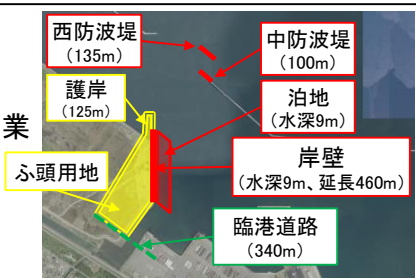 西防波堤
（135m）
中防波堤
（100m）
護岸
（125m）
泊地
（水深9m）
業
岸壁
（水深9m、延長460m）
ふ頭用地
臨港道路
（340m）